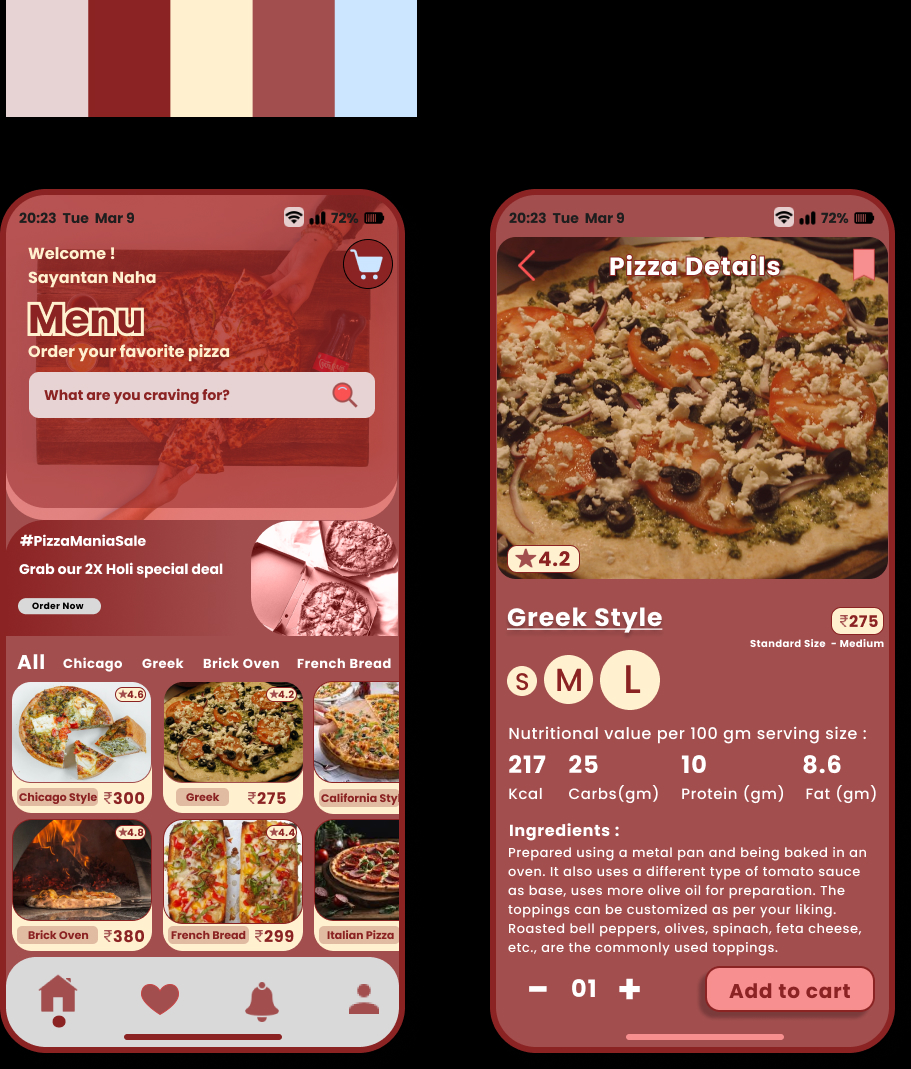 20:23 Tue Mar 9
72%
Welcome !
Sayantan Naha
Menu
Order your favorite pizza
What are you craving for?
#PizzaManiaSale
Grab our 2X Holi special deal
Order Now
All Chicago Greek Brick Oven French Bread
★4.6
★4.2
Chicago Style ₹300
Greek ₹275
California Styl
★4.8
★4.4
Brick Oven ₹380
French Bread ₹299
Italian Pizza
20:23 Tue Mar 9
72%
Pizza Details
★4.2
Greek Style
₹275
Standard Size - Medium
S M L
Nutritional value per 100 gm serving size :
217 25 10 8.6
Kcal Carbs(gm) Protein (gm) Fat (gm)
Ingredients :
Prepared using a metal pan and being baked in an
oven. It also uses a different type of tomato sauce
as base, uses more olive oil for preparation. The
toppings can be customized as per your liking.
Roasted bell peppers, olives, spinach, feta cheese,
etc., are the commonly used toppings.
- 01 +
Add to cart